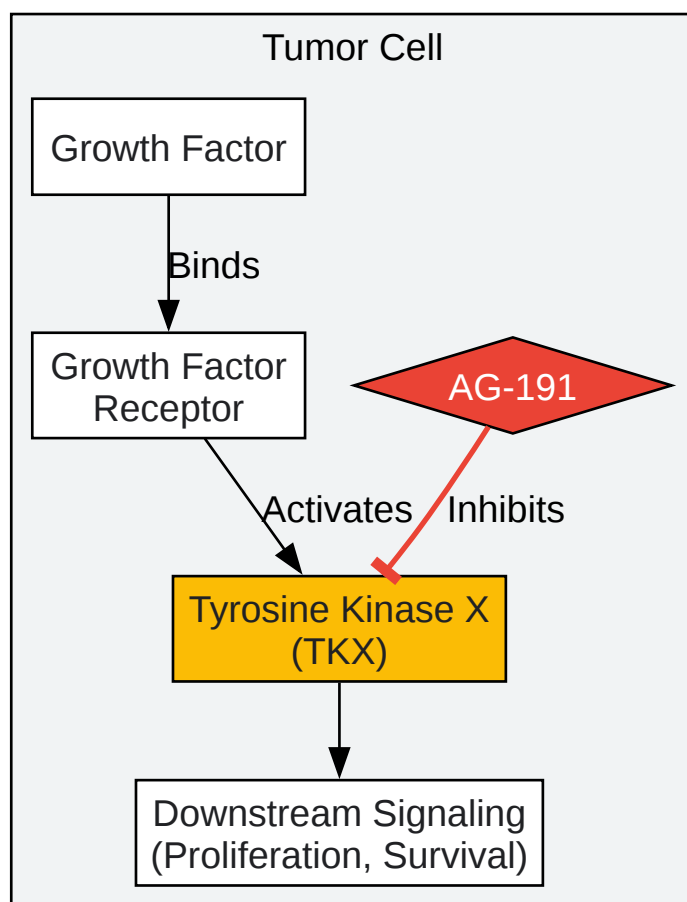 Tumor Cell
Growth Factor
Binds
Growth Factor
Receptor
AG-191
Activates
Inhibits
Tyrosine Kinase X
(TKX)
Downstream Signaling
(Proliferation, Survival)